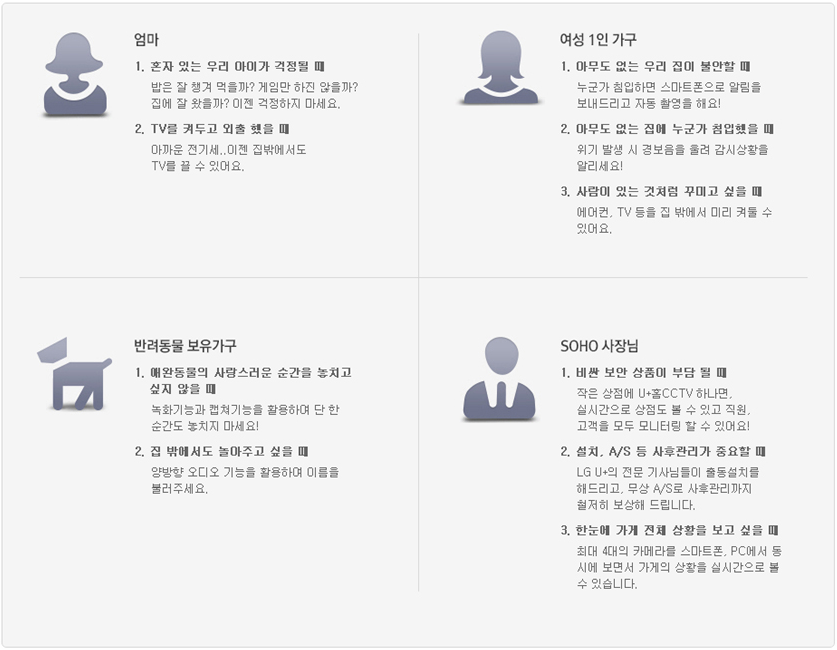 엄마
1. 혼자 있는 우리 아이가 걱정될 때
밥은 잘 챙겨 먹을까? 게임만 하진 않을까?
집에 잘 왔을까? 이젠 걱정하지 마세요.
2. TV를 켜두고 외출 했을 때
아까운 전기세..이젠 집밖에서도
TV를 끌 수 있어요.
여성 1인 가구
1. 아무도 없는 우리 집이 불안할 때
누군가 침입하면 스마트폰으로 알림을
보내드리고 자동 촬영을 해요!
2. 아무도 없는 집에 누군가 침입했을 때
위기 발생 시 경보음을 울려 감시상황을
알리세요!
3. 사람이 있는 것처럼 꾸미고 싶을 때
에어컨, TV 등을 집 밖에서 미리 켜둘 수
있어요.
반려동물 보유가구
1. 애완동물의 사랑스러운 순간을 놓치고
싶지 않을 때
녹화기능과 캡쳐기능을 활용하여 단 한
순간도 놓치지 마세요!
2. 집 밖에서도 놀아주고 싶을 때
양방향 오디오 기능을 활용하여 이름을
불러주세요.
SOHO 사장님
1. 비싼 보안 상품이 부담 될 때
작은 상점에 U+홈CCTV 하나면,
실시간으로 상점도 볼 수 있고 직원,
고객을 모두 모니터링 할 수 있어요!
2. 설치, A/S 등 사후관리가 중요할 때
LG U+의 전문 기사님들이 출동설치를
해드리고, 무상 A/S로 사후관리까지
철저히 보상해 드립니다.
3. 한눈에 가게 전체 상황을 보고 싶을 때
최대 4대의 카메라를 스마트폰, PC에서 동
시에 보면서 가게의 상황을 실시간으로 볼
수 있습니다.